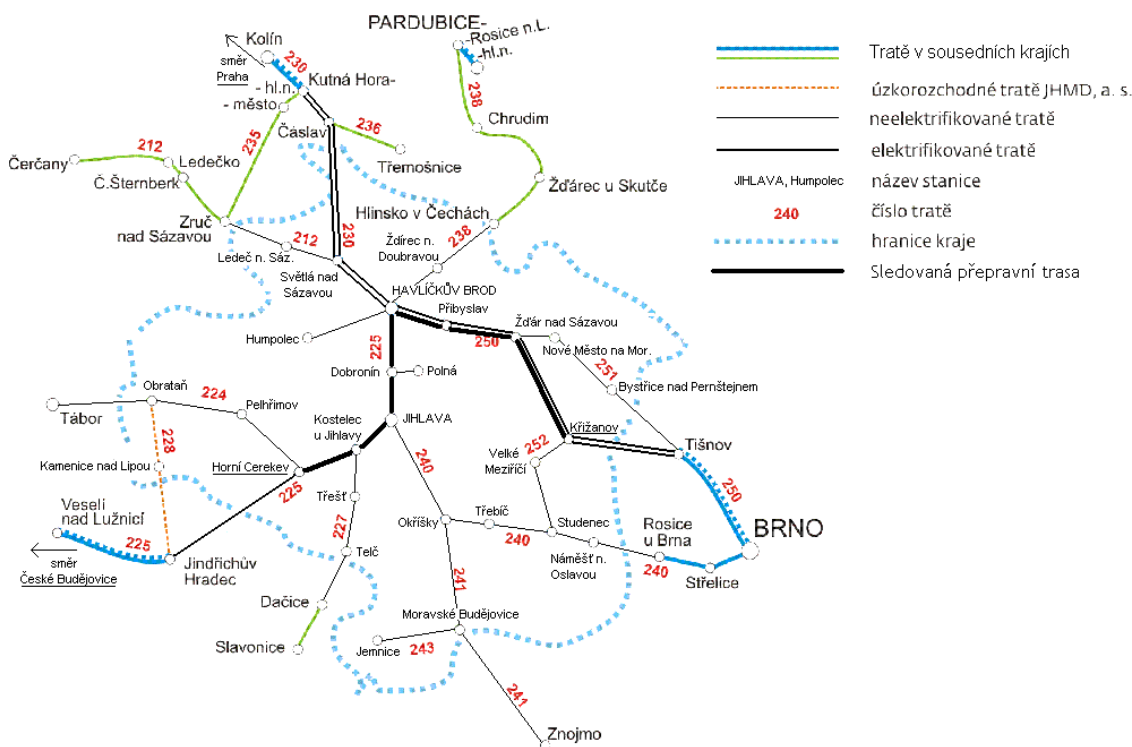 PARDUBICE-
-Rosice n.L.
-hl.n.
Kolín
230
směr
Praha
Kutná Hora-
- hl.n.
- město
238
Chrudim
235
Čáslav
236
Třemošnice
212
Čerčany
Ledečko
Č.Šternberk
Žďárec u Skutče
Zruč
nad Sázavou
Hlinsko v Čechách
212
230
238
Ledeč n. Sáz.
Ždírec n.
Doubravou
Světlá nad
Sázavou
HAVLÍČKŮV BROD
Přibyslav
Humpolec
225
250
Žďár nad Sázavou
Nové Město na Mor.
251
Dobronín
Polná
Bystřice nad Pernštejnem
Obrataň
224
Pelhřimov
Tábor
Kostelec
u Jihlavy
JIHLAVA
Křižanov
Tišnov
228
252
Velké
Meziříčí
240
Kamenice nad Lipou
Horní Cerekev
225
250
Třešť
Veselí
nad Lužnicí
225
227
Okříšky
Třebíč
240
Studenec
Rosice
u Brna
BRNO
směr
České Budějovice
Jindřichův
Hradec
Telč
Náměšť n.
Oslavou
240
Střelice
241
Dačice
Moravské Budějovice
Slavonice
Jemnice
243
241
Znojmo
Tratě v sousedních krajích
úzkorozchodné tratě JHMD, a. s.
neelektrifikované tratě
elektrifikované tratě
JIHLAVA, Humpolec
název stanice
240
číslo tratě
hranice kraje
Sledovaná přepravní trasa